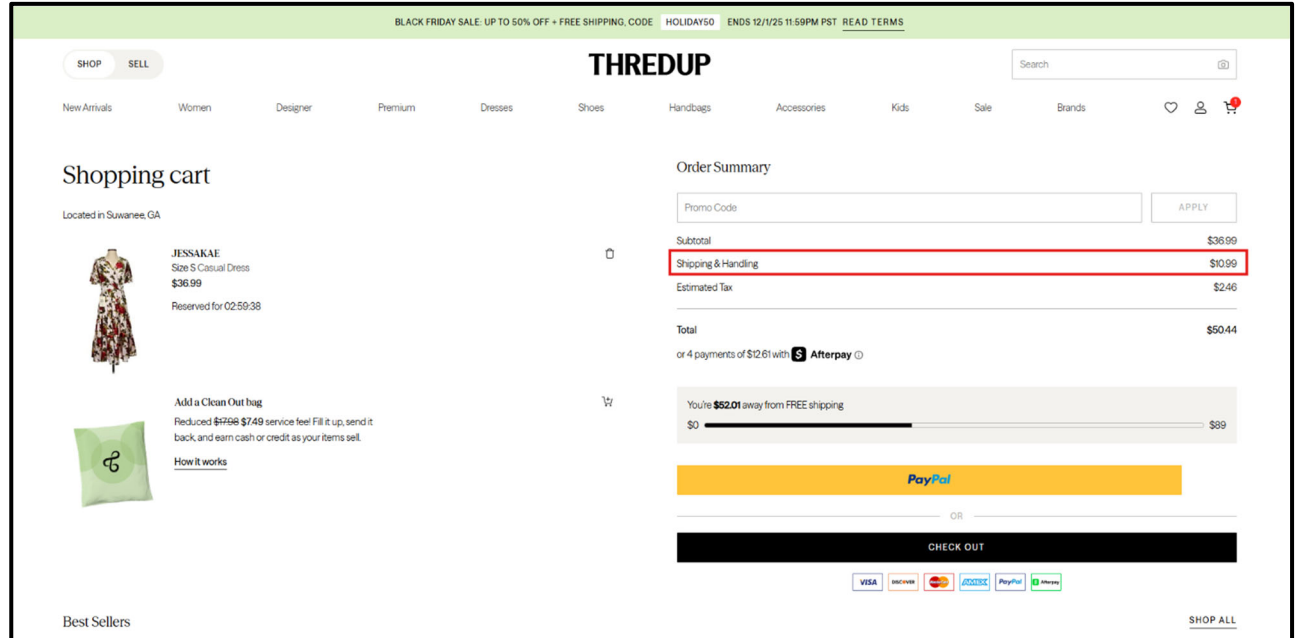 BLACK FRIDAY SALE: UP TO 50% OFF + FREE SHIPPING, CODE HOLIDAY50 ENDS 12/1/25 11:59PM PST READ TERMS
SHOP SELL
THREDUP
Search
New Arrivals Women Designer Premium Dresses Shoes Handbags Accessories Kids Sale Brands
1
Shopping cart
Located in Suwanee, GA
JESSAKAE
Size S Casual Dress
$36.99
Reserved for 02:59:38
Add a Clean Out bag
Reduced $17.98 $7.49 service fee! Fill it up, send it
back, and earn cash or credit as your items sell.
How it works
Order Summary
Promo Code APPLY
Subtotal $36.99
Shipping & Handling $10.99
Estimated Tax $2.46
Total $50.44
or 4 payments of $12.61 with S Afterpay
You're $52.01 away from FREE shipping
$0 $89
PayPal
OR
CHECK OUT
VISA DISCOVER AMEX PayPal Afterpay
Best Sellers
SHOP ALL